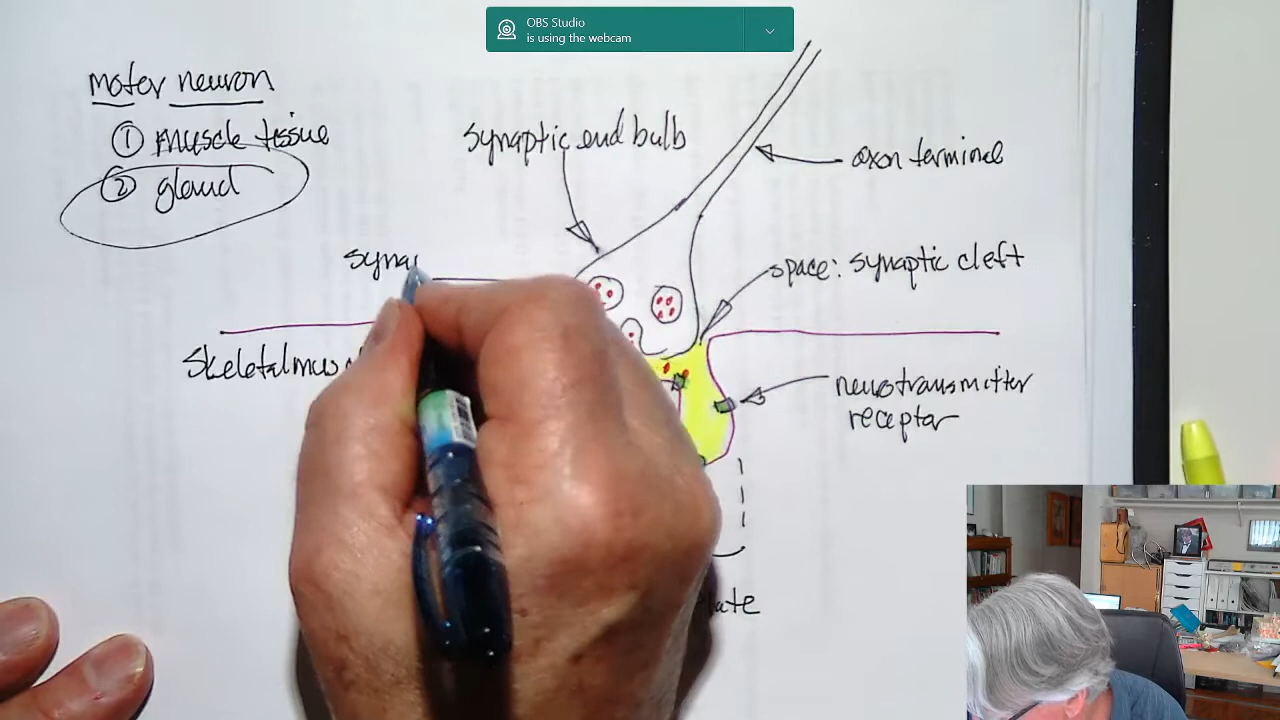 OBS Studio
is using the webcam
motor neuron
① muscle tissue
② gland
synaptic end bulb
axon terminal
space: synaptic cleft
neurotransmitter
receptor
Skeletal